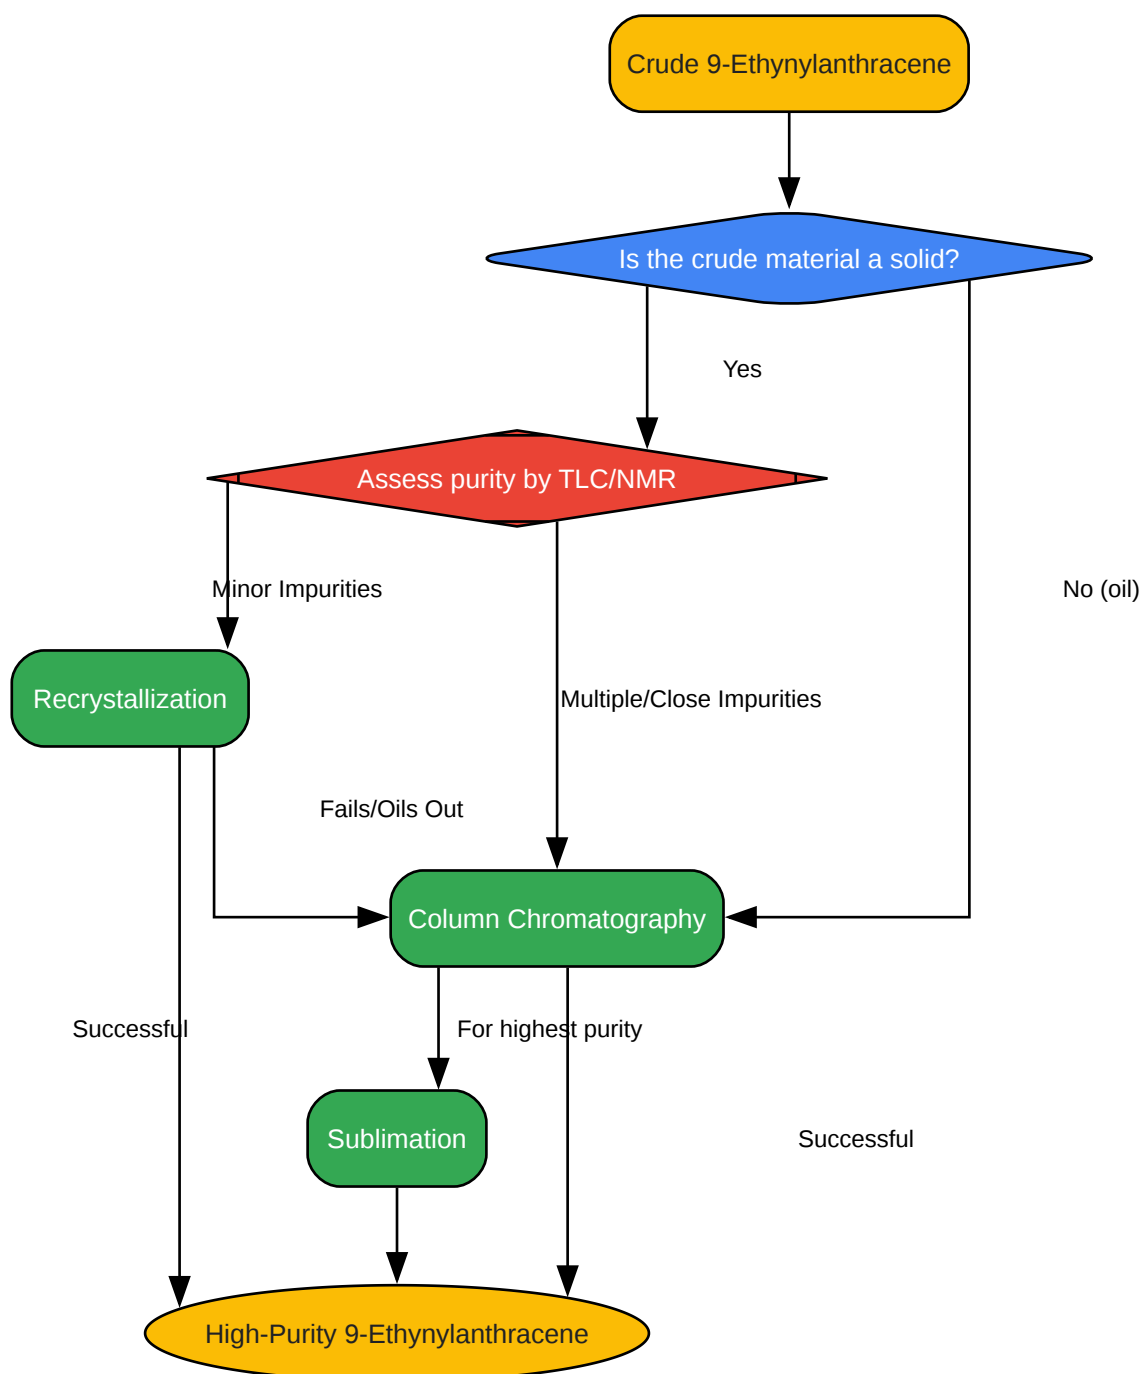 Crude 9-Ethynylanthracene
Is the crude material a solid?
Yes
Assess purity by TLC/NMR
Minor Impurities
No (oil)
Recrystallization
Multiple/Close Impurities
Fails/Oils Out
Column Chromatography
Successful
For highest purity
Sublimation
Successful
High-Purity 9-Ethynylanthracene